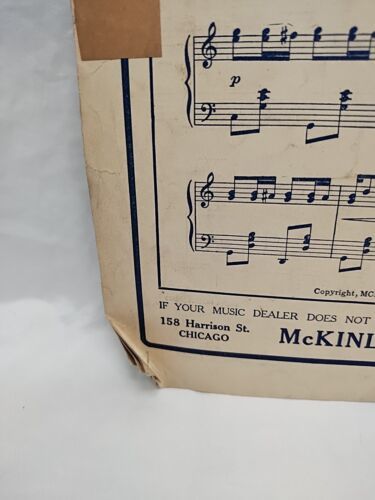 p
Copyright, MC
IF YOUR MUSIC DEALER DOES NOT
158 Harrison St.
CHICAGO
McKINL